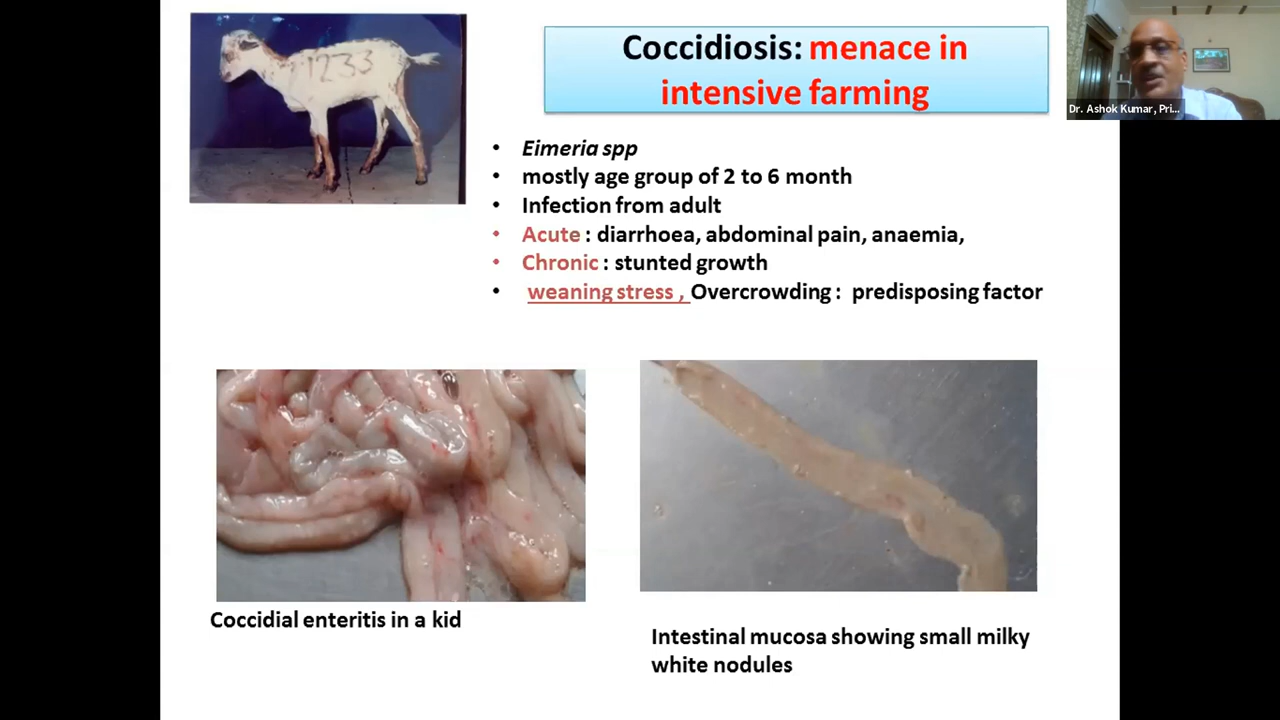 1233
Coccidiosis: menace in
intensive farming
Dr. Ashok Kumar, Pri...
• Eimeria spp
• mostly age group of 2 to 6 month
• Infection from adult
• Acute : diarrhoea, abdominal pain, anaemia,
• Chronic : stunted growth
• weaning stress , Overcrowding : predisposing factor
Coccidial enteritis in a kid
Intestinal mucosa showing small milky
white nodules